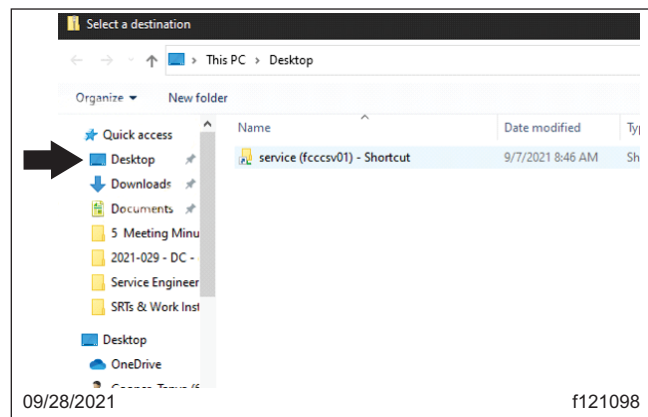 Select a destination
This PC > Desktop
Organize New folder
Name Date modified
Quick access
Desktop
service (fcccsv01) - Shortcut 9/7/2021 8:46 AM Sh
Downloads
Documents
5 Meeting Minu
2021-029 - DC -
Service Engineer
SRTs & Work Inst
Desktop
OneDrive
09/28/2021 f121098